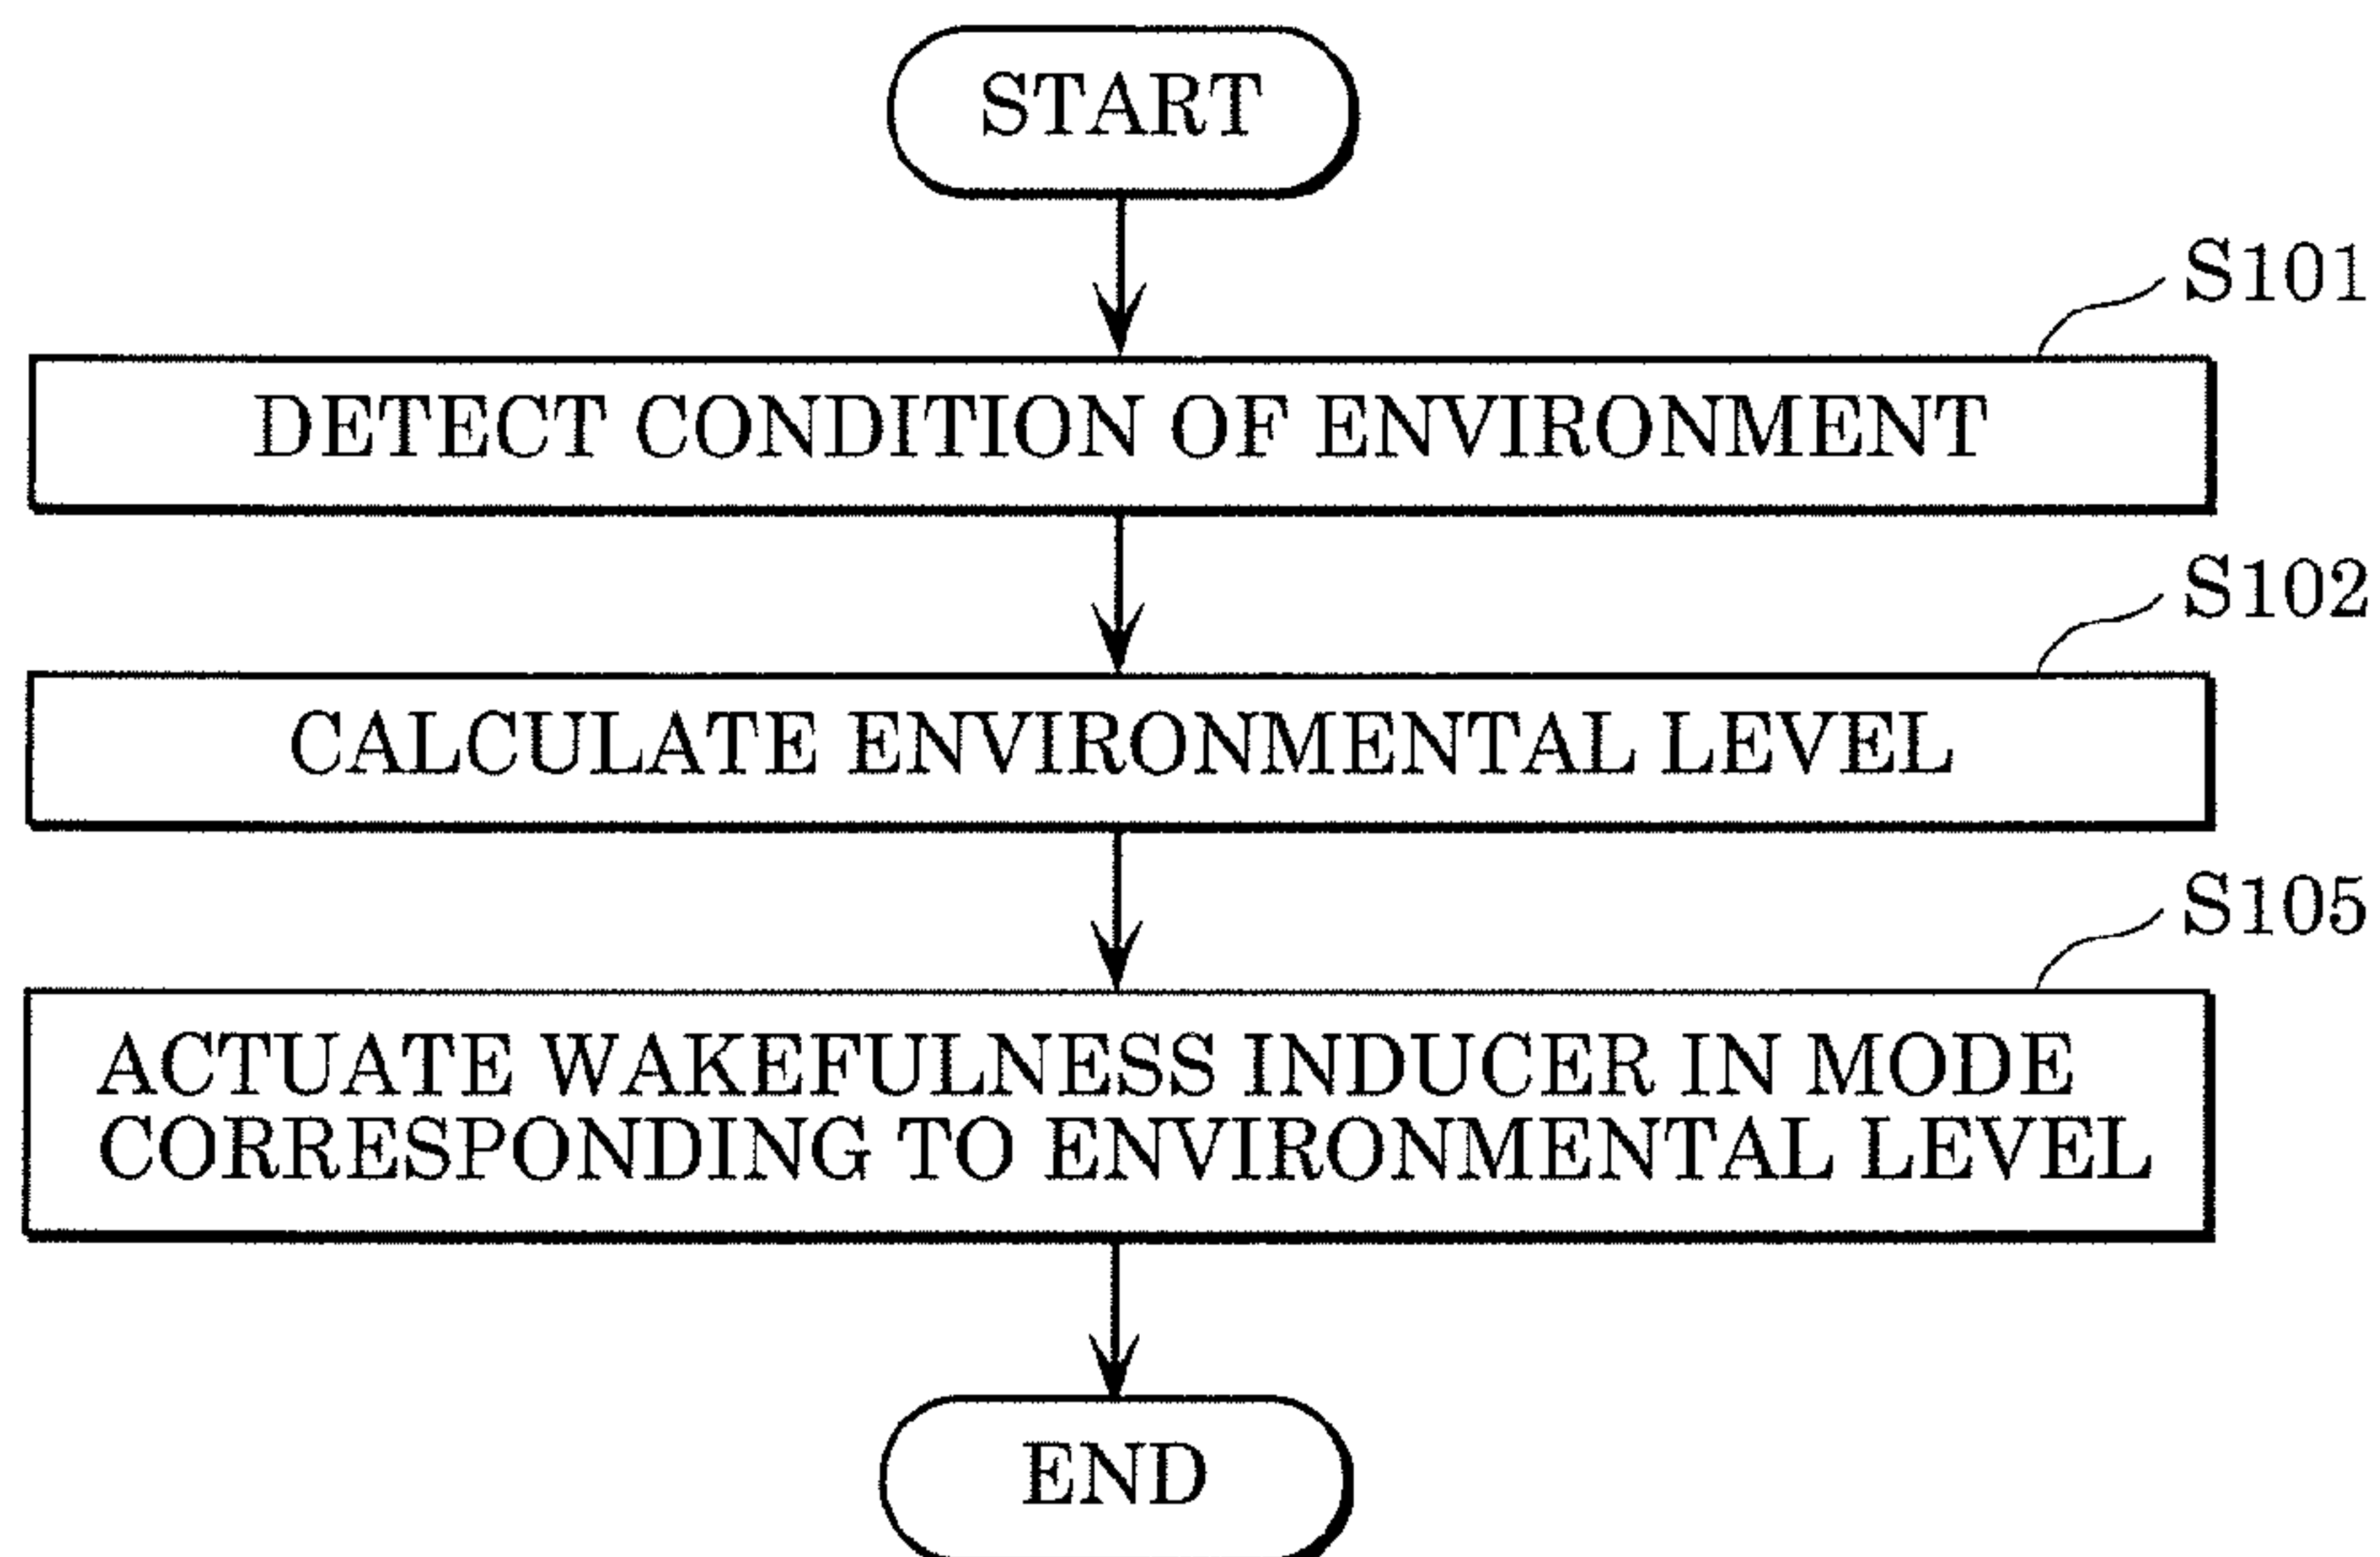 START
S101
DETECT CONDITION OF ENVIRONMENT
S102
CALCULATE ENVIRONMENTAL LEVEL
S105
ACTUATE WAKEFULNESS INDUCER IN MODE
CORRESPONDING TO ENVIRONMENTAL LEVEL
END